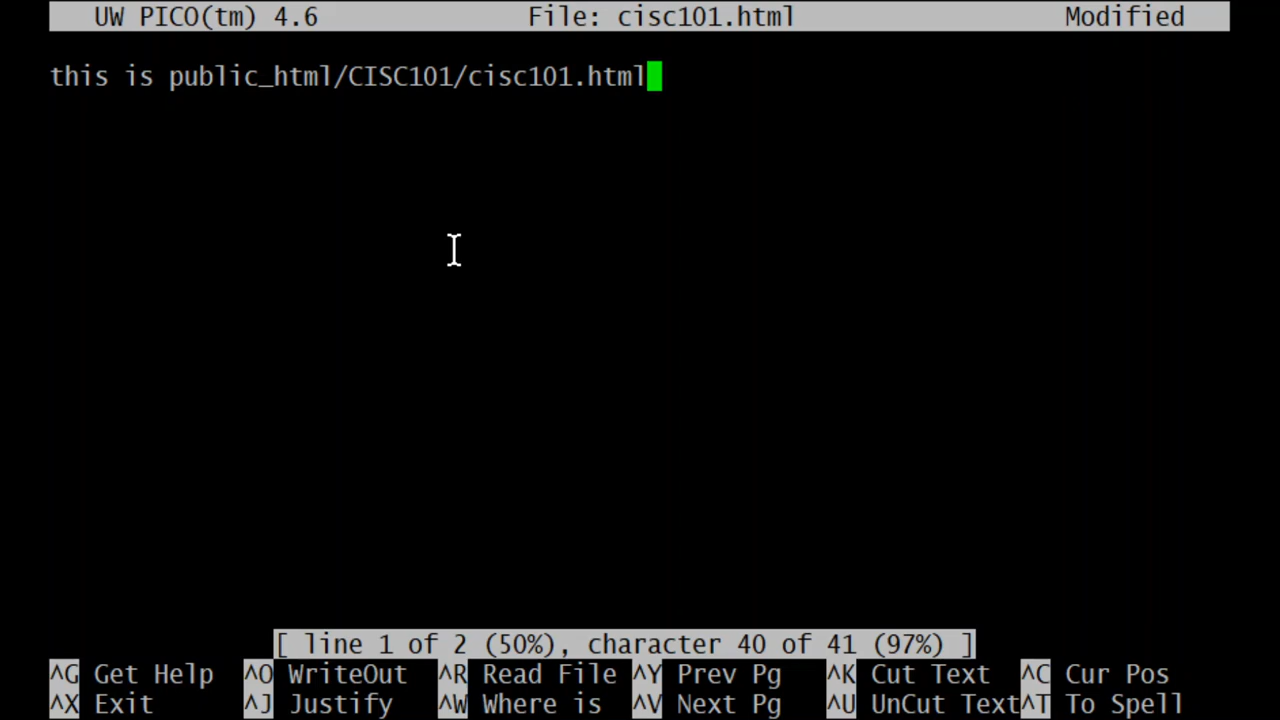 UW PICO(tm) 4.6 File: cisc101.html Modified
this is public_html/CISC101/cisc101.html
[ line 1 of 2 (50%), character 40 of 41 (97%) ]
^G Get Help ^O WriteOut ^R Read File ^Y Prev Pg ^K Cut Text ^C Cur Pos
^X Exit ^J Justify ^W Where is ^V Next Pg ^U UnCut Text^T To Spell